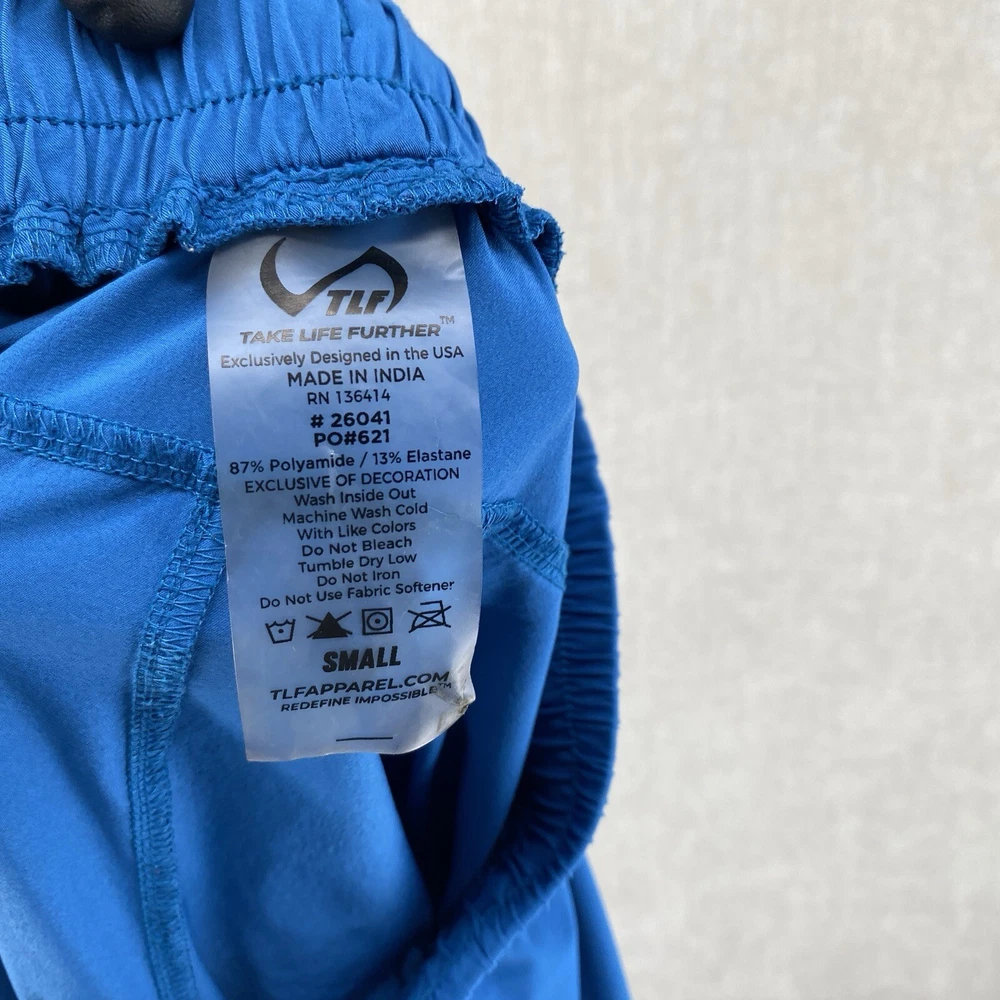 TLF
TAKE LIFE FURTHER™
Exclusively Designed in the USA
MADE IN INDIA
RN 136414
# 26041
PO#621
87% Polyamide / 13% Elastane
EXCLUSIVE OF DECORATION
Wash Inside Out
Machine Wash Cold
With Like Colors
Do Not Bleach
Tumble Dry Low
Do Not Iron
Do Not Use Fabric Softener
SMALL
TLFAPPAREL.COM
REDEFINE IMPOSSIBLE™